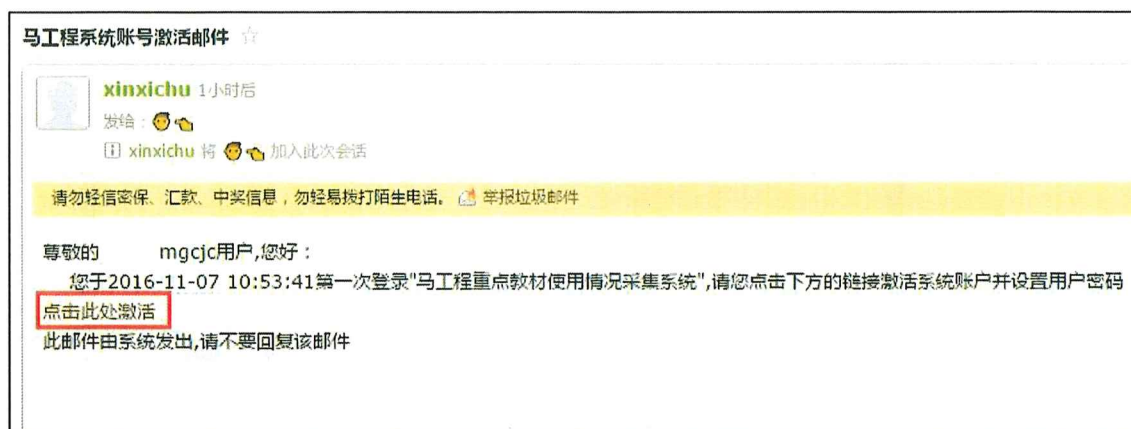 马工程系统账号激活邮件
xinxichu 1小时后
发给：
xinxichu 将 加入此次会话
请勿轻信密保、汇款、中奖信息，勿轻易拨打陌生电话。 举报垃圾邮件
尊敬的 mgcjc用户,您好：
您于2016-11-07 10:53:41第一次登录"马工程重点教材使用情况采集系统",请您点击下方的链接激活系统账户并设置用户密码
点击此处激活
此邮件由系统发出,请不要回复该邮件